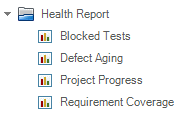 Health Report
Blocked Tests
Defect Aging
Project Progress
Requirement Coverage